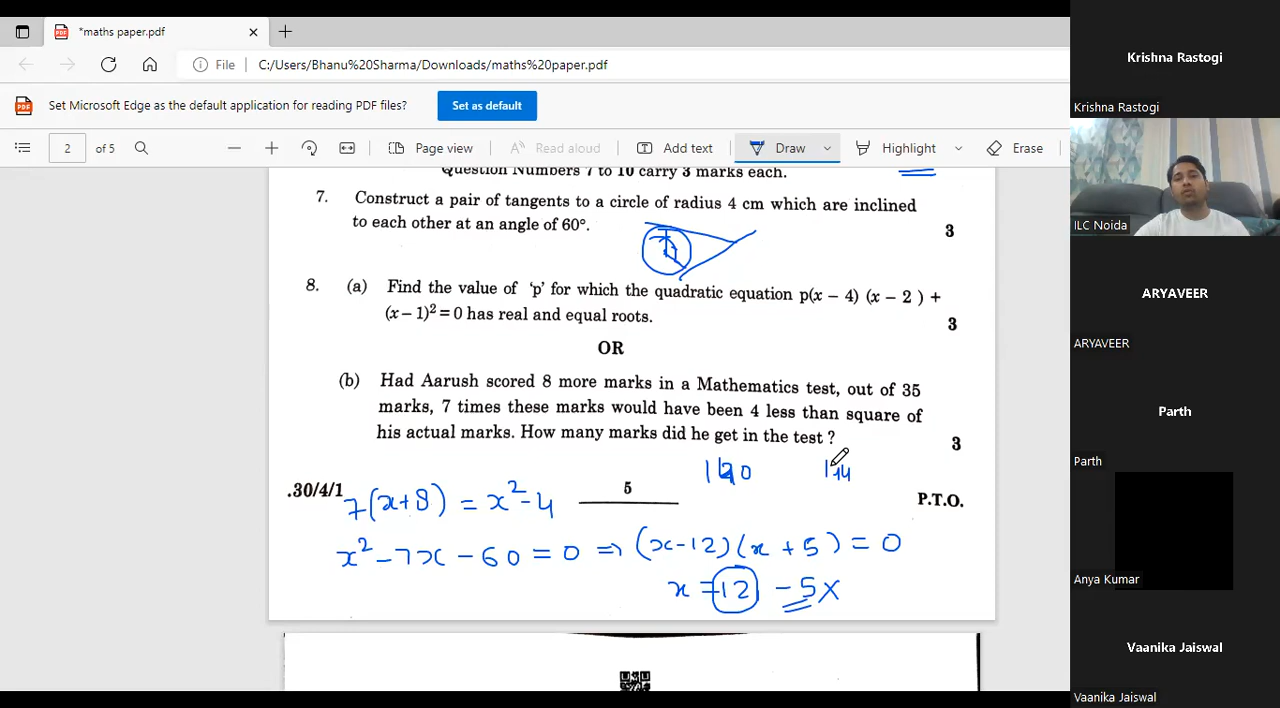 *maths paper.pdf
File C:/Users/Bhanu%20Sharma/Downloads/maths%20paper.pdf
Set Microsoft Edge as the default application for reading PDF files? Set as default
2 of 5 Page view Read aloud Add text Draw Highlight Erase
Question Numbers 7 to 10 carry 3 marks each.
7. Construct a pair of tangents to a circle of radius 4 cm which are inclined
to each other at an angle of 60°.
3
8. (a) Find the value of 'p' for which the quadratic equation p(x – 4) (x – 2 ) +
(x – 1)² = 0 has real and equal roots.
3
OR
(b) Had Aarush scored 8 more marks in a Mathematics test, out of 35
marks, 7 times these marks would have been 4 less than square of
his actual marks. How many marks did he get in the test ?
3
144
.30/4/1 5 P.T.O.
7(x+8) = x²-4
x² - 7x - 60 = 0 ⇒ (x-12)(x+5) = 0
x = 12 -5 X
Krishna Rastogi
Krishna Rastogi
ILC Noida
ARYAVEER
ARYAVEER
Parth
Parth
Anya Kumar
Vaanika Jaiswal
Vaanika Jaiswal